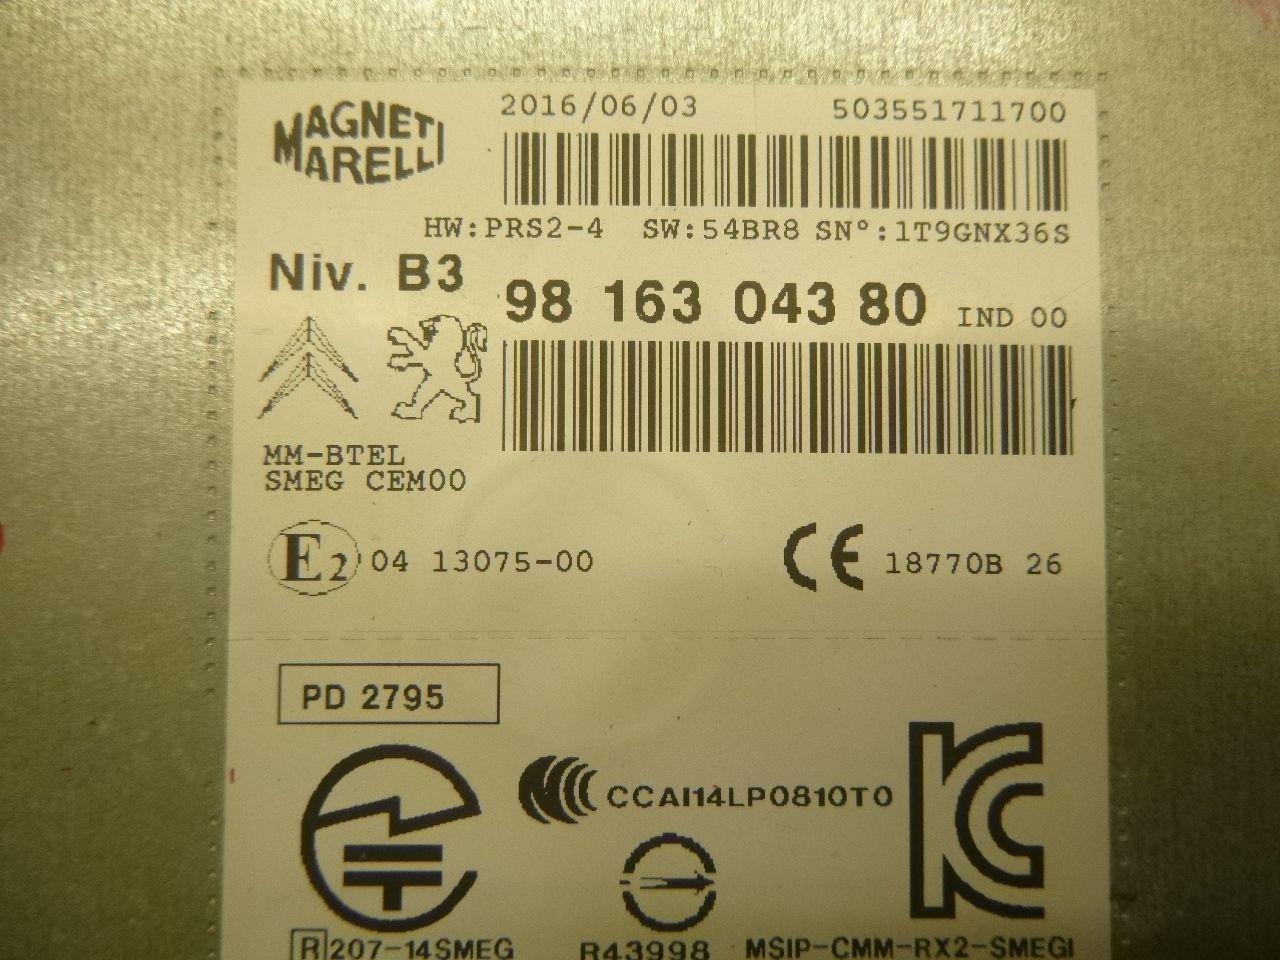 MAGNETI MARELLI
2016/06/03 503551711700
HW:PRS2-4 SW:54BR8 SN°:1T9GNX36S
Niv. B3
98 163 043 80 IND 00
MM-BTEL
SMEG CEM00
E2 04 13075-00
CE 18770B 26
PD 2795
CCAI14LP0810T0
R 207-14SMEG
R43998
MSIP-CMM-RX2-SMEGI